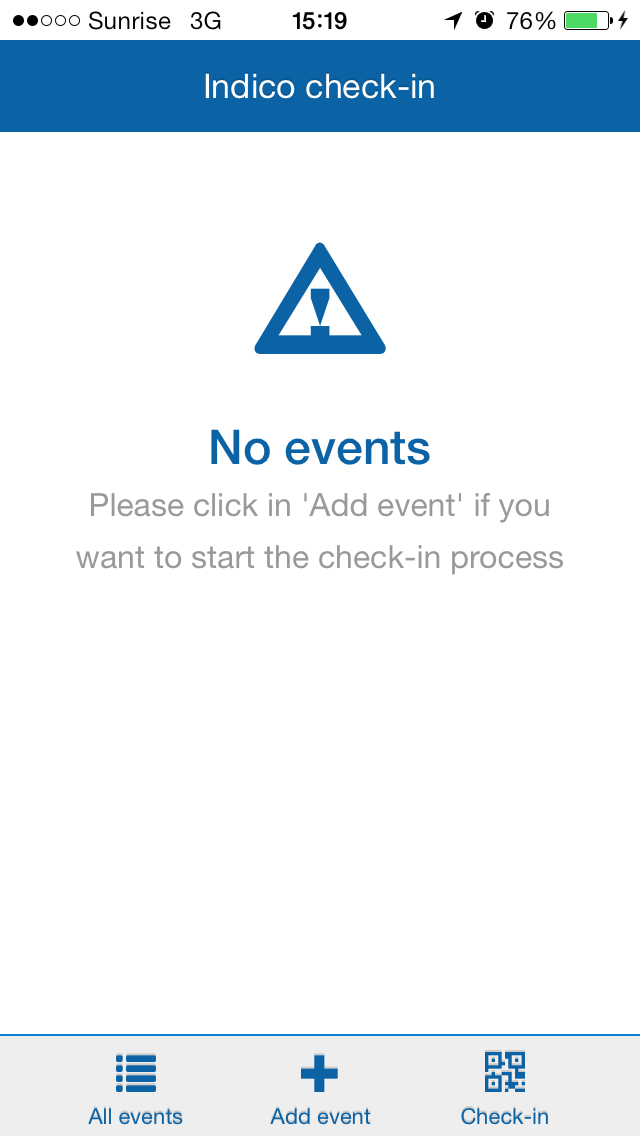 Sunrise 3G 15:19 76%
Indico check-in
No events
Please click in 'Add event' if you
want to start the check-in process
All events Add event Check-in